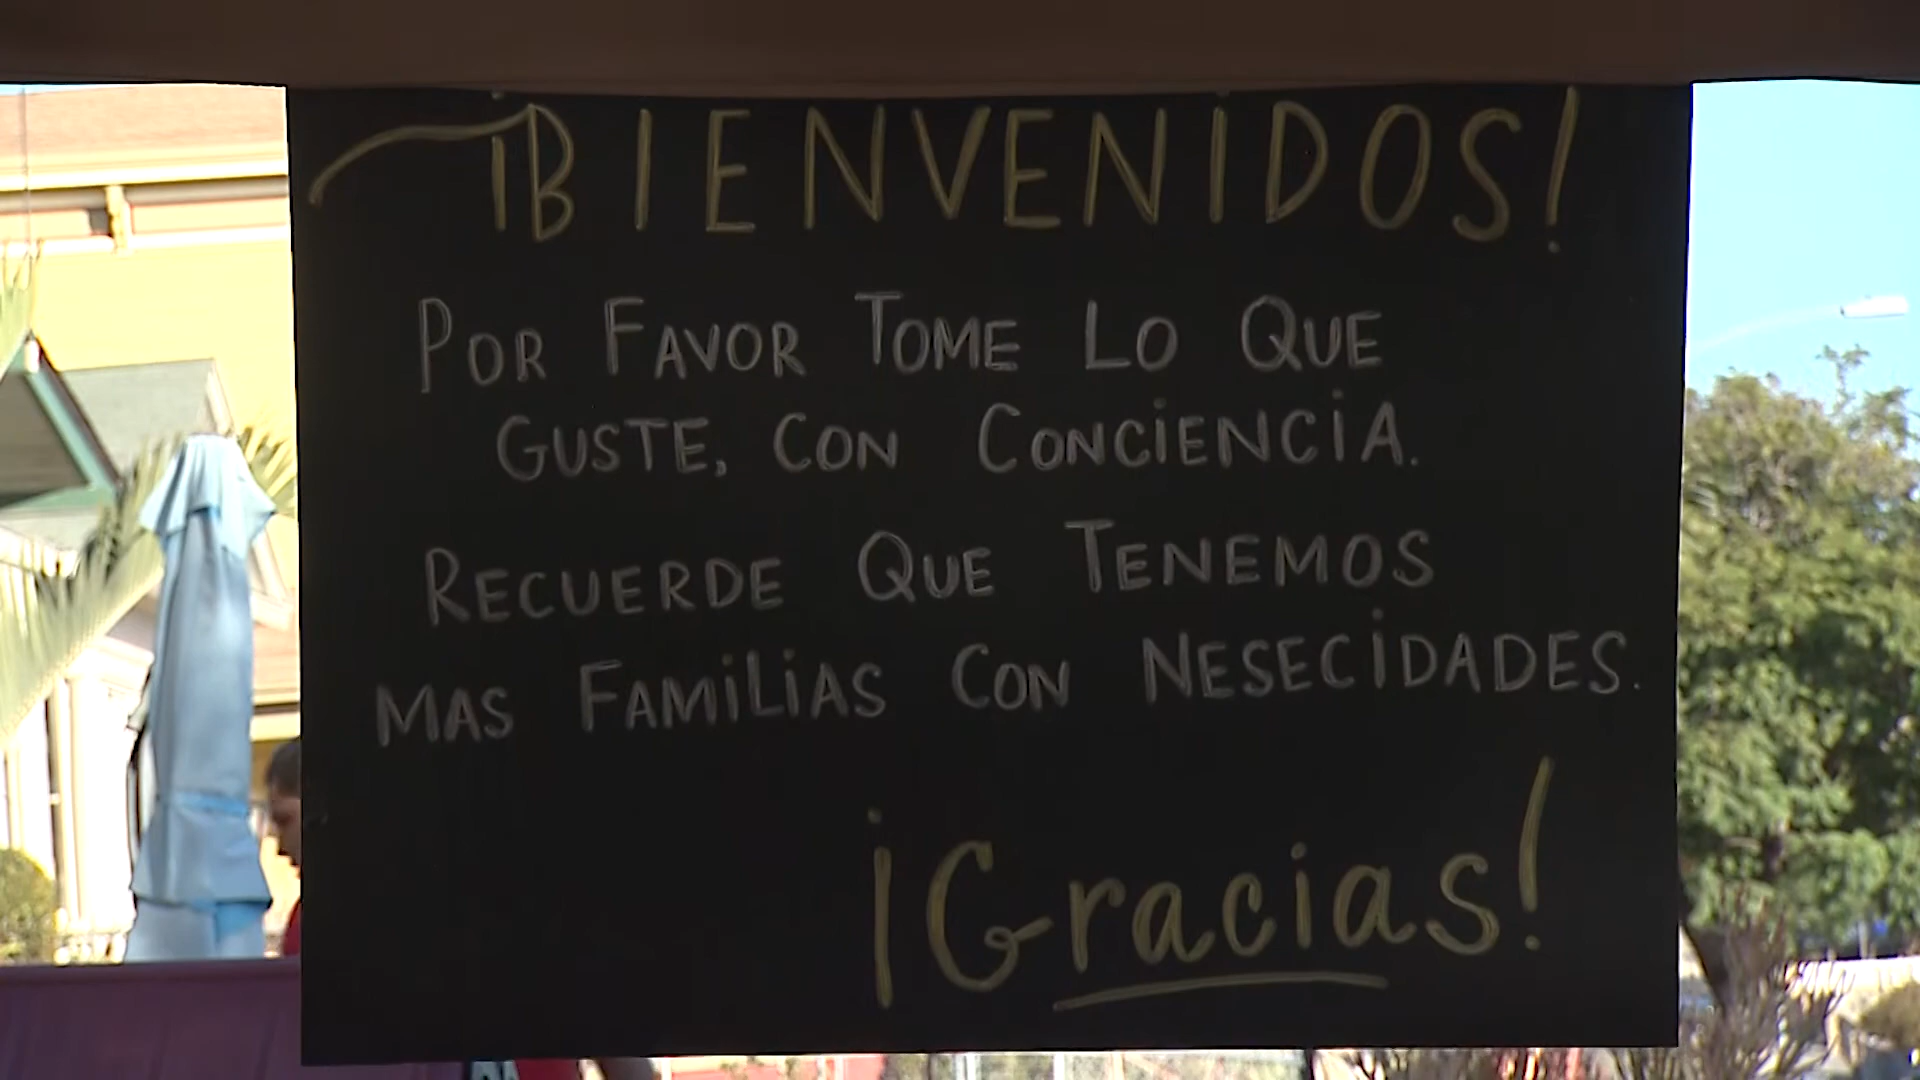 ¡BIENVENIDOS!
POR FAVOR TOME LO QUE
GUSTE, CON CONCIENCIA.
RECUERDE QUE TENEMOS
MAS FAMILIAS CON NESECIDADES.
¡Gracias!